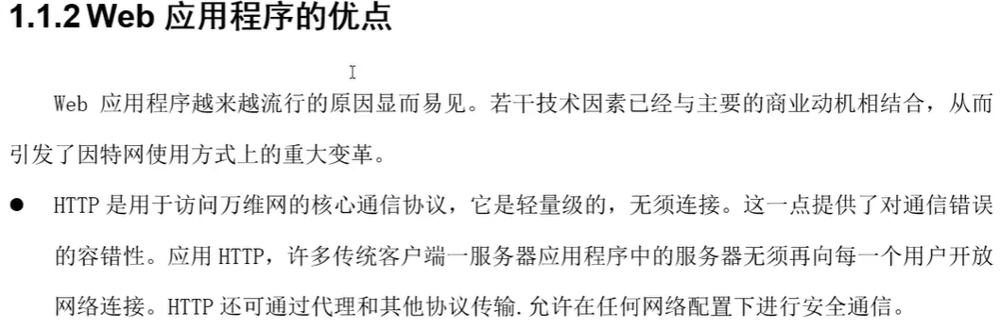 1.1.2 Web 应用程序的优点
Web 应用程序越来越流行的原因显而易见。若干技术因素已经与主要的商业动机相结合，从而
引发了因特网使用方式上的重大变革。
● HTTP 是用于访问万维网的核心通信协议，它是轻量级的，无须连接。这一点提供了对通信错误
的容错性。应用 HTTP，许多传统客户端一服务器应用程序中的服务器无须再向每一个用户开放
网络连接。HTTP 还可通过代理和其他协议传输.允许在任何网络配置下进行安全通信。